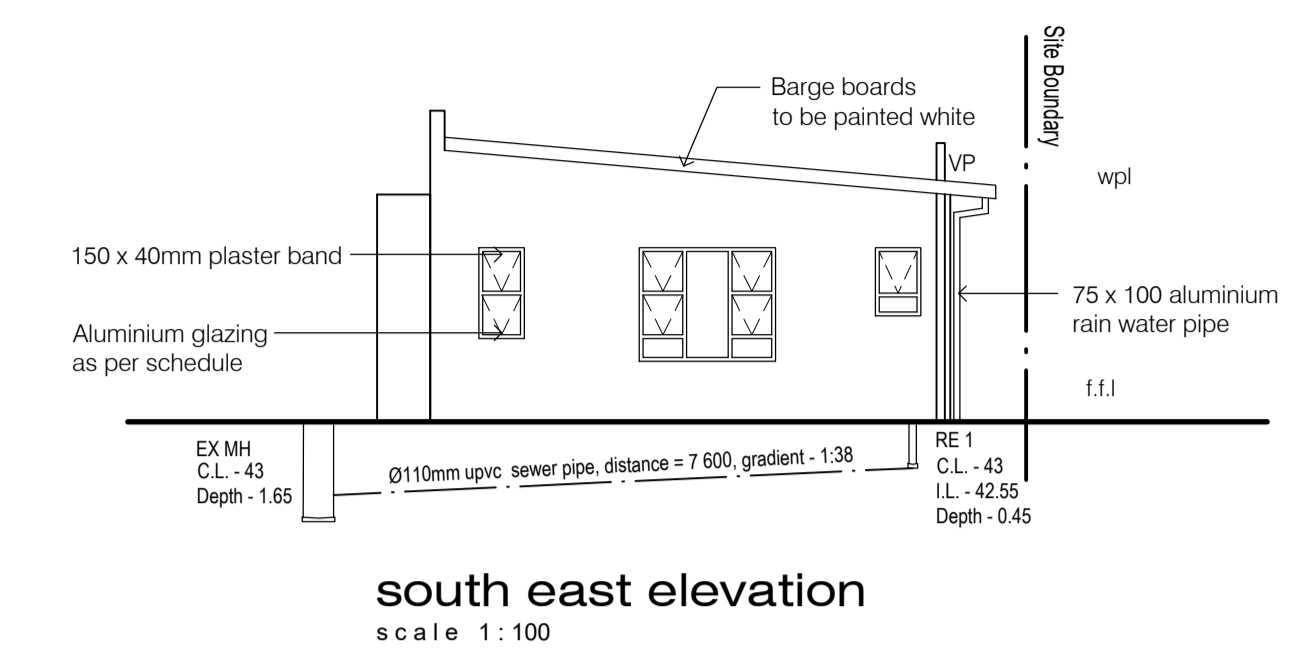 Site Boundary
Barge boards
to be painted white
VP
wpl
150 x 40mm plaster band
75 x 100 aluminium
rain water pipe
Aluminium glazing
as per schedule
f.f.l
EX MH
C.L. - 43
Depth - 1.65
Ø110mm upvc sewer pipe, distance = 7 600, gradient - 1:38
RE 1
C.L. - 43
I.L. - 42.55
Depth - 0.45
south east elevation
scale 1 : 100